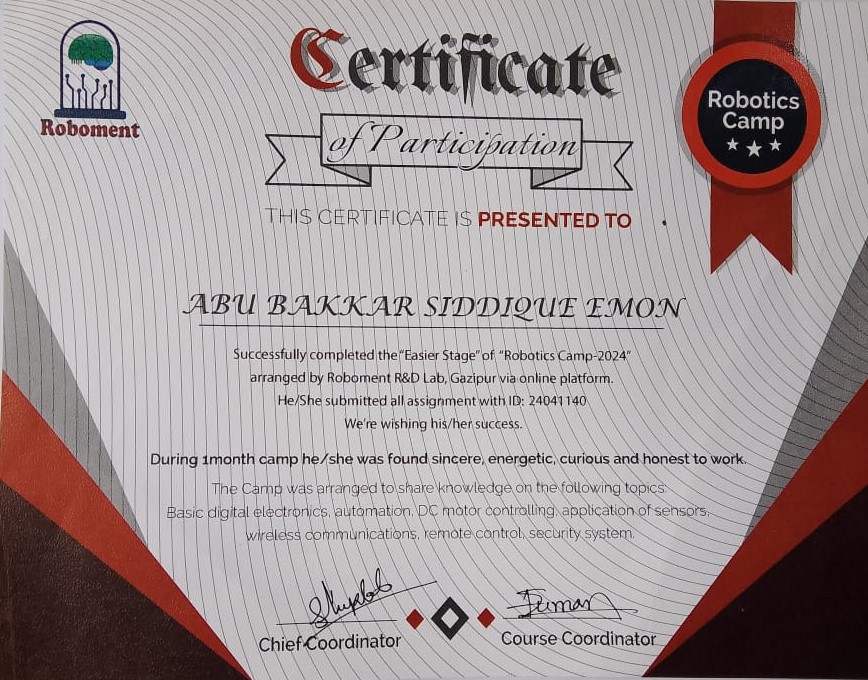 Roboment
Certificate
of Participation
Robotics
Camp
THIS CERTIFICATE IS PRESENTED TO
ABU BAKKAR SIDDIQUE EMON
Successfully completed the "Easier Stage" of "Robotics Camp-2024"
arranged by Roboment R&D Lab, Gazipur via online platform.
He/She submitted all assignment with ID: 24041140
We're wishing his/her success.
During 1month camp he/she was found sincere, energetic, curious and honest to work.
The Camp was arranged to share knowledge on the following topics:
Basic digital electronics, automation, DC motor controlling, application of sensors,
wireless communications, remote control, security system.
Chief Coordinator
Course Coordinator